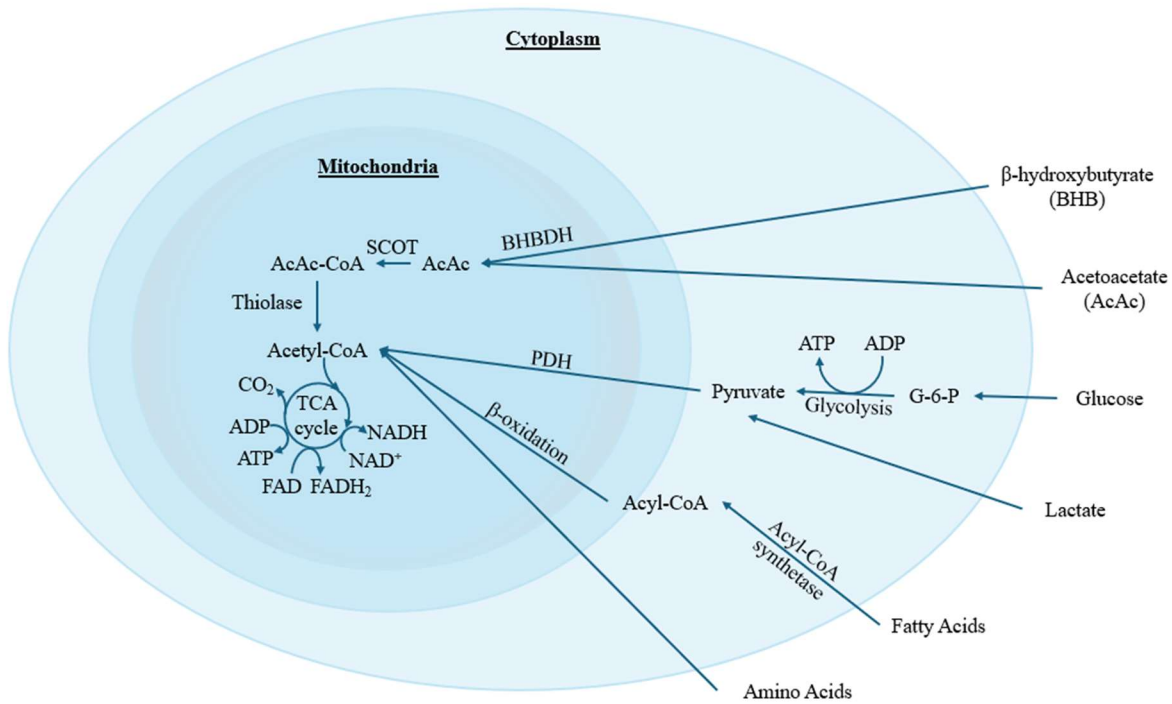 Cytoplasm
Mitochondria
β-hydroxybutyrate
(BHB)
BHBDH
SCOT
AcAc-CoA
AcAc
Acetoacetate
(AcAc)
Thiolase
Acetyl-CoA
PDH
ATP
ADP
Pyruvate
Glycolysis
G-6-P
Glucose
CO₂
TCA
cycle
ADP
ATP
NADH
NAD⁺
FAD
FADH₂
β-oxidation
Acyl-CoA
Lactate
Acyl-CoA
synthetase
Fatty Acids
Amino Acids